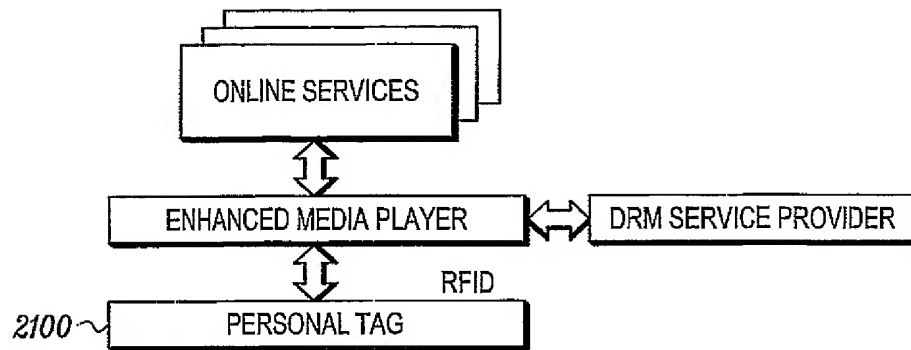 ONLINE SERVICES
ENHANCED MEDIA PLAYER
DRM SERVICE PROVIDER
RFID
2100
PERSONAL TAG